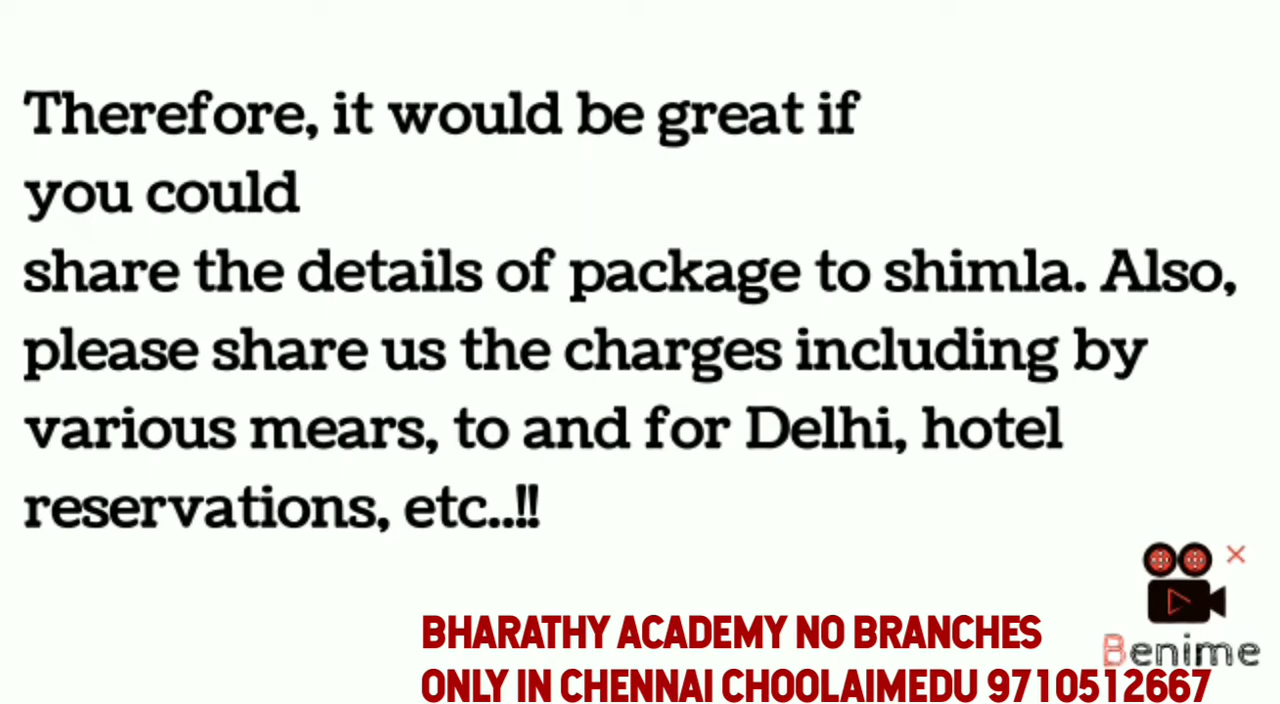 Therefore, it would be great if
you could
share the details of package to shimla. Also,
please share us the charges including by
various mears, to and for Delhi, hotel
reservations, etc..!!
Benime
BHARATHY ACADEMY NO BRANCHES
ONLY IN CHENNAI CHOOLAIMEDU 9710512667